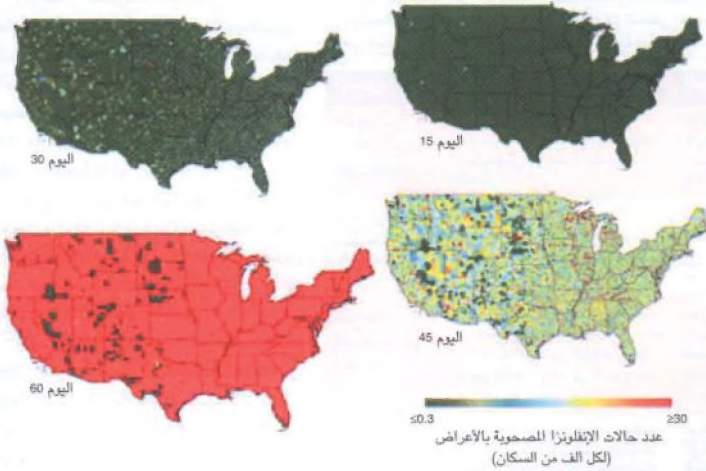 اليوم 15
اليوم 30
اليوم 45
اليوم 60
≤0.3
≥30
عدد حالات الإنفلونزا المصحوبة بالأعراض
(لكل ألف من السكان)